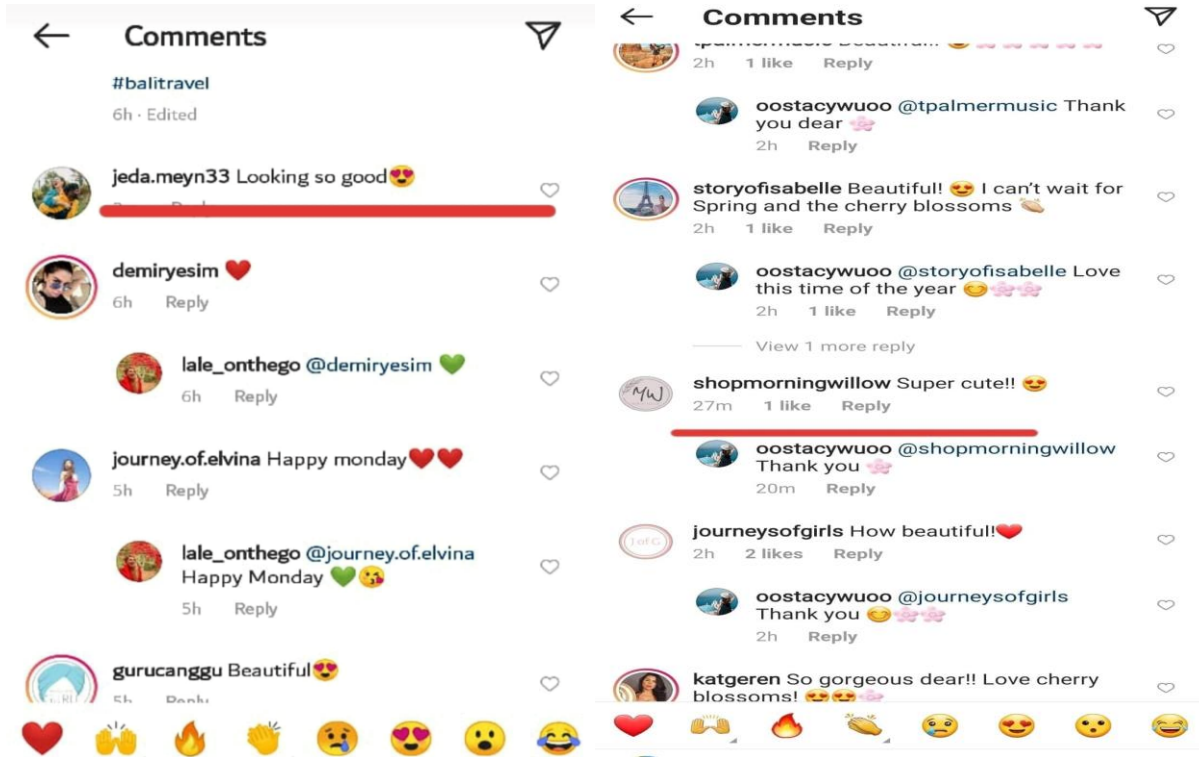 Comments
#balitravel
6h · Edited
jeda.meyn33 Looking so good😍
demiryesim ❤️
6h Reply
lale_onthego @demiryesim 💚
6h Reply
journey.of.elvina Happy monday❤️❤️
5h Reply
lale_onthego @journey.of.elvina
Happy Monday 💚😘
5h Reply
gurucanggu Beautiful😍
5h Reply
Comments
2h 1 like Reply
oostacywuoo @tpalmermusic Thank
you dear 🌸
2h Reply
storyofisabelle Beautiful! 😍 I can't wait for
Spring and the cherry blossoms 👏
2h 1 like Reply
oostacywuoo @storyofisabelle Love
this time of the year 😊🌸🌸
2h 1 like Reply
View 1 more reply
MW
shopmorningwillow Super cute!! 😍
27m 1 like Reply
oostacywuoo @shopmorningwillow
Thank you 🌸
20m Reply
1 of G
journeysofgirls How beautiful!❤️
2h 2 likes Reply
oostacywuoo @journeysofgirls
Thank you 😊🌸🌸
2h Reply
katgeren So gorgeous dear!! Love cherry
blossoms! 😍😍🌸